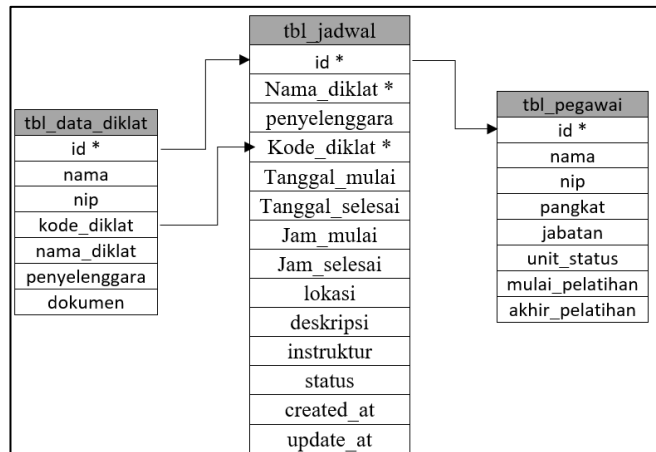 tbl_data_diklat
id *
nama
nip
kode_diklat
nama_diklat
penyelenggara
dokumen
tbl_jadwal
id *
Nama_diklat *
penyelenggara
Kode_diklat *
Tanggal_mulai
Tanggal_selesai
Jam_mulai
Jam_selesai
lokasi
deskripsi
instruktur
status
created_at
update_at
tbl_pegawai
id *
nama
nip
pangkat
jabatan
unit_status
mulai_pelatihan
akhir_pelatihan